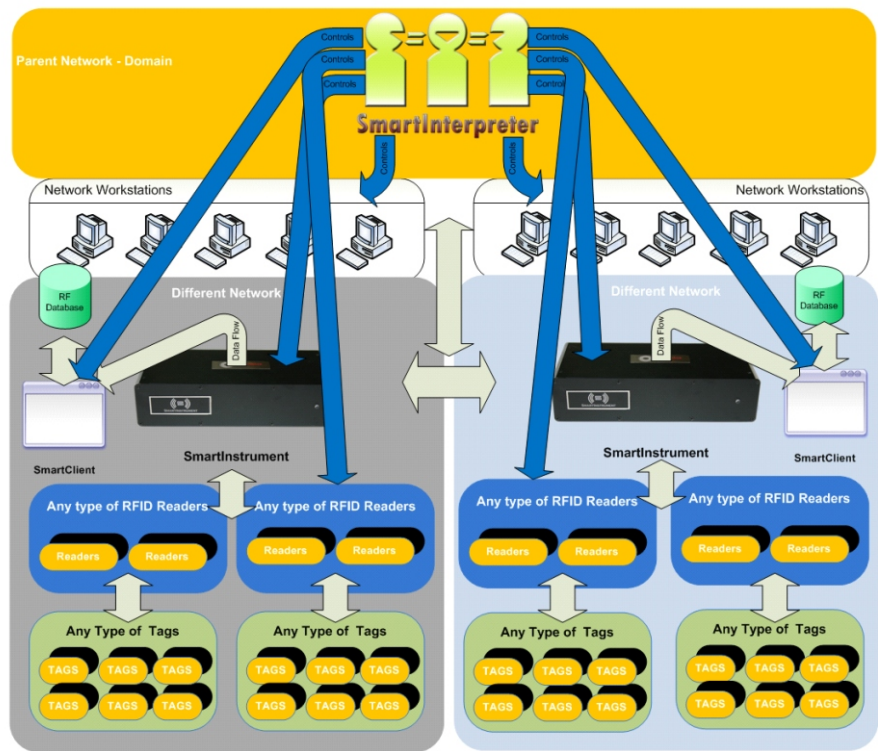 Parent Network - Domain
Controls
Controls
Controls
Controls
Controls
Controls
SmartInterpreter
Controls
Controls
Network Workstations
Network Workstations
RF
Database
RF
Database
Different Network
Different Network
Data Flow
Data Flow
SmartClient
SmartInstrument
SmartInstrument
SmartClient
Any type of RFID Readers
Any type of RFID Readers
Any type of RFID Readers
Any type of RFID Readers
Readers
Readers
Readers
Readers
Readers
Readers
Readers
Readers
Any Type of Tags
Any Type of Tags
Any Type of Tags
Any Type of Tags
TAGS TAGS TAGS
TAGS TAGS TAGS
TAGS TAGS TAGS
TAGS TAGS TAGS
TAGS TAGS TAGS
TAGS TAGS TAGS
TAGS TAGS TAGS
TAGS TAGS TAGS